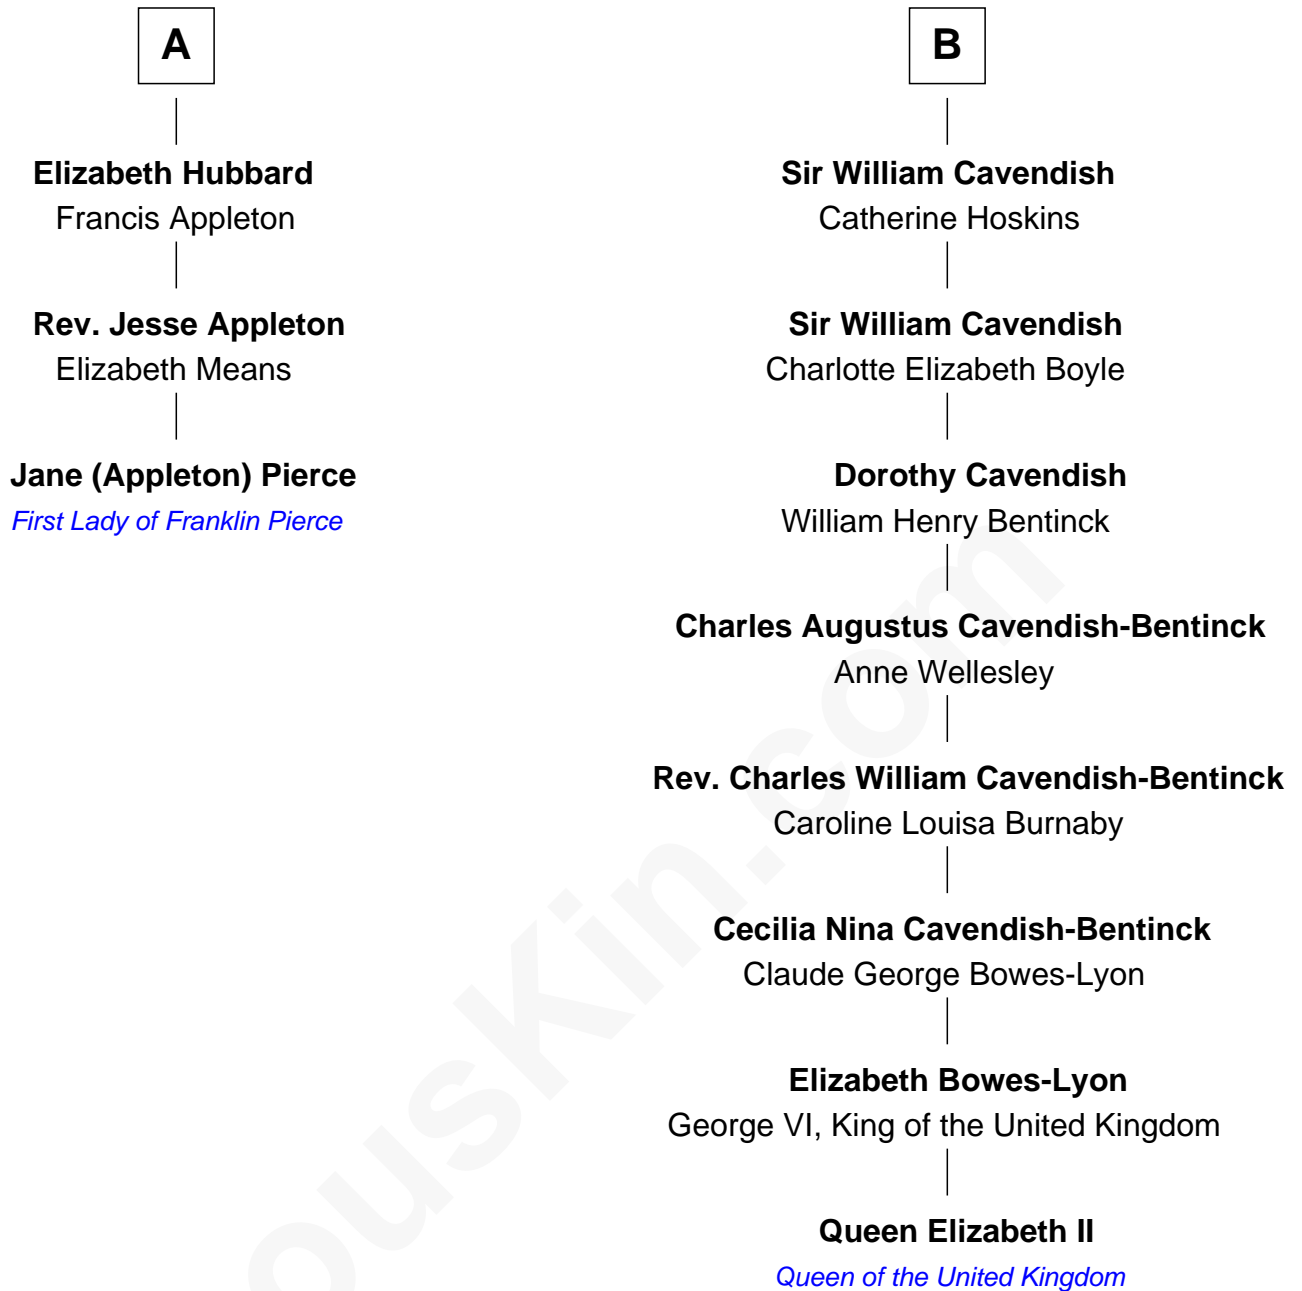 A
Elizabeth Hubbard
Francis Appleton
Rev. Jesse Appleton
Elizabeth Means
Jane (Appleton) Pierce
First Lady of Franklin Pierce
B
Sir William Cavendish
Catherine Hoskins
Sir William Cavendish
Charlotte Elizabeth Boyle
Dorothy Cavendish
William Henry Bentinck
Charles Augustus Cavendish-Bentinck
Anne Wellesley
Rev. Charles William Cavendish-Bentinck
Caroline Louisa Burnaby
Cecilia Nina Cavendish-Bentinck
Claude George Bowes-Lyon
Elizabeth Bowes-Lyon
George VI, King of the United Kingdom
Queen Elizabeth II
Queen of the United Kingdom
ousKin.com